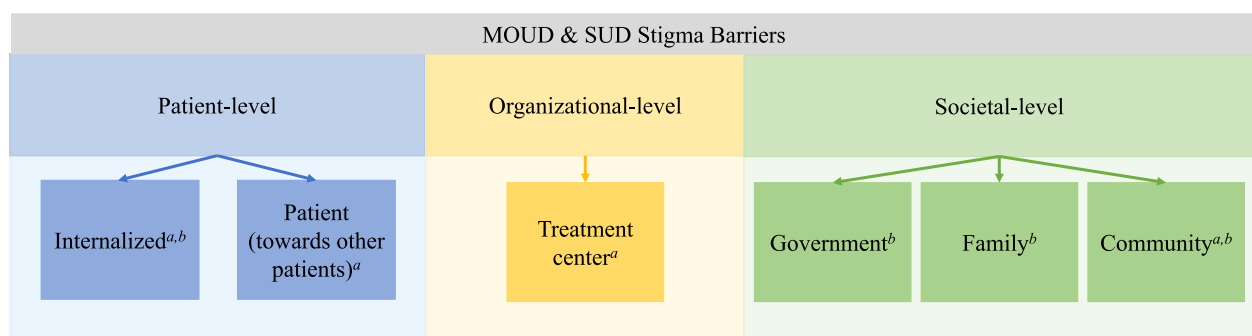 MOUD & SUD Stigma Barriers
Patient-level
Organizational-level
Societal-level
Internalizedᵃ,ᵇ
Patient
(towards other
patients)ᵃ
Treatment
centerᵃ
Governmentᵇ
Familyᵇ
Communityᵃ,ᵇ